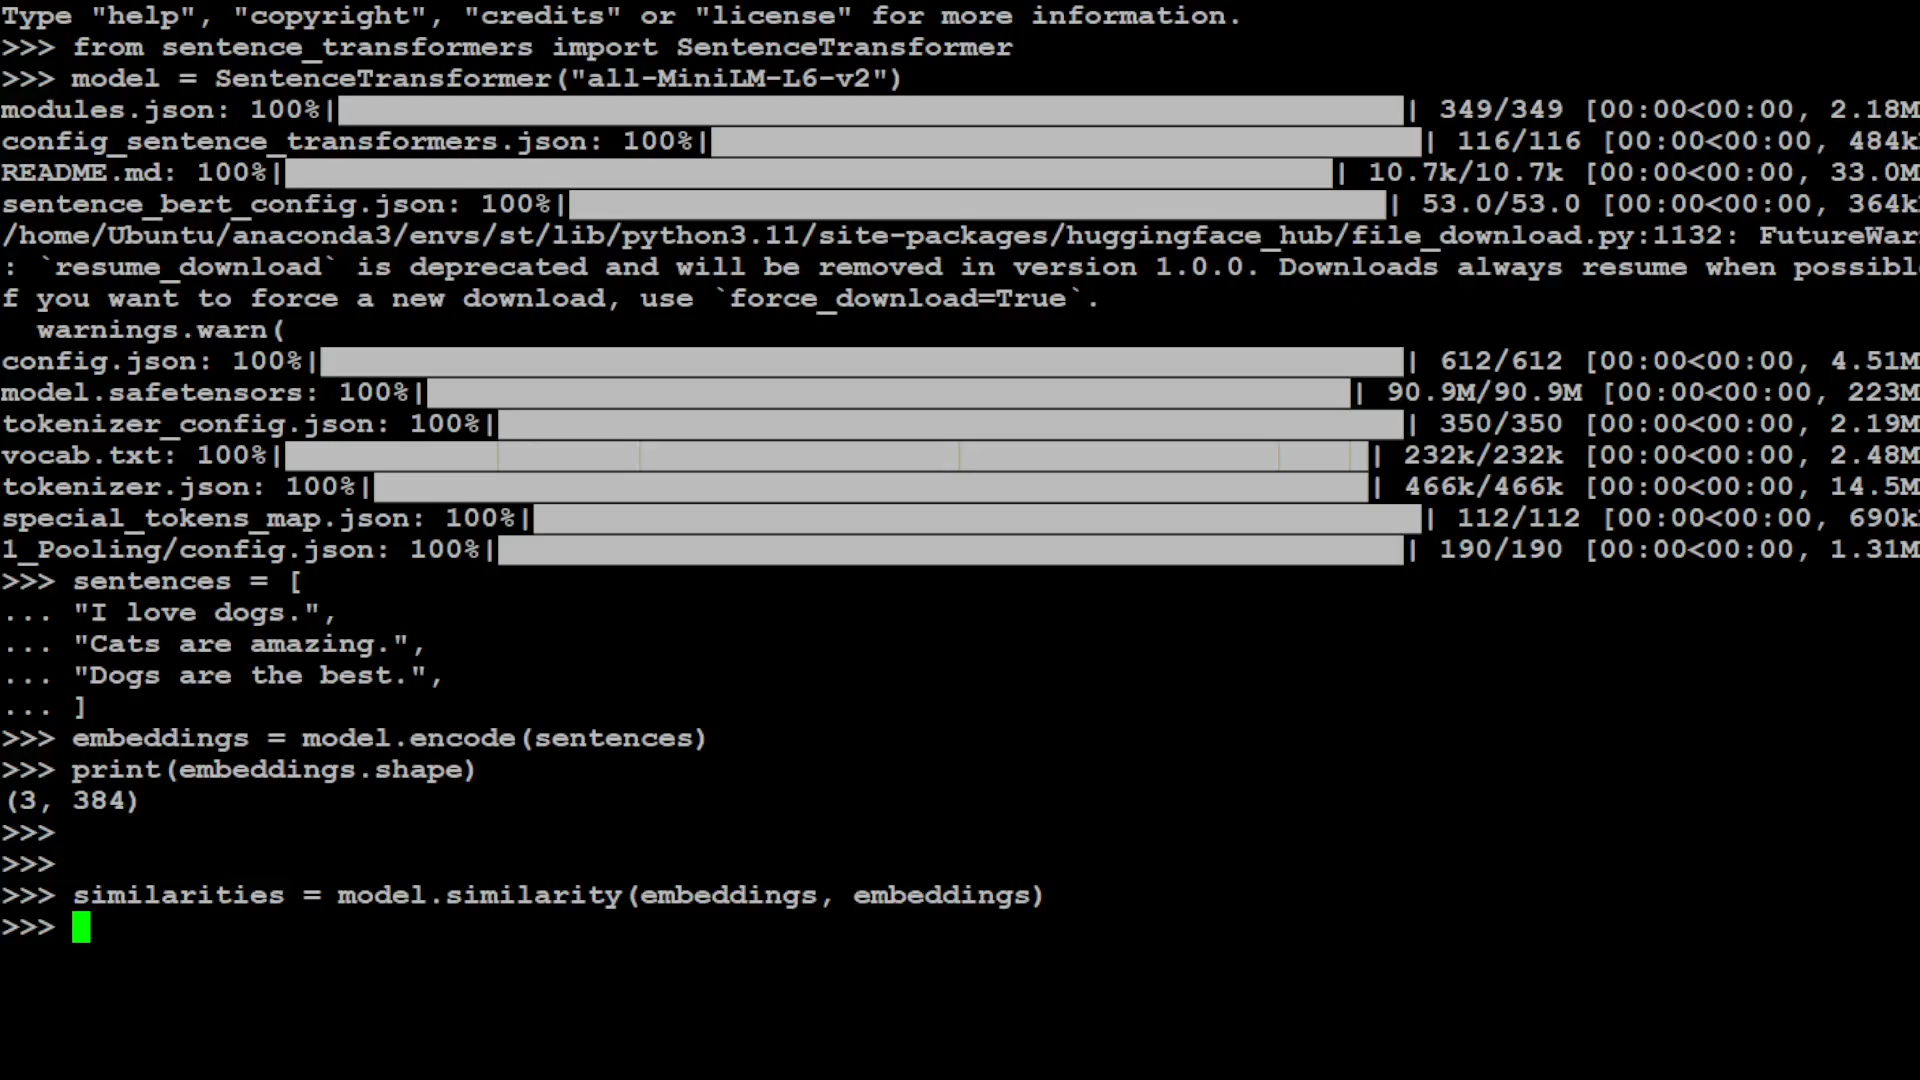 Type "help", "copyright", "credits" or "license" for more information.
>>> from sentence_transformers import SentenceTransformer
>>> model = SentenceTransformer("all-MiniLM-L6-v2")
modules.json: 100%| | 349/349 [00:00<00:00, 2.18M
config_sentence_transformers.json: 100%| | 116/116 [00:00<00:00, 484k
README.md: 100%| | 10.7k/10.7k [00:00<00:00, 33.0M
sentence_bert_config.json: 100%| | 53.0/53.0 [00:00<00:00, 364k
/home/Ubuntu/anaconda3/envs/st/lib/python3.11/site-packages/huggingface_hub/file_download.py:1132: FutureWar
: `resume_download` is deprecated and will be removed in version 1.0.0. Downloads always resume when possibl
f you want to force a new download, use `force_download=True`.
  warnings.warn(
config.json: 100%| | 612/612 [00:00<00:00, 4.51M
model.safetensors: 100%| | 90.9M/90.9M [00:00<00:00, 223M
tokenizer_config.json: 100%| | 350/350 [00:00<00:00, 2.19M
vocab.txt: 100%| | 232k/232k [00:00<00:00, 2.48M
tokenizer.json: 100%| | 466k/466k [00:00<00:00, 14.5M
special_tokens_map.json: 100%| | 112/112 [00:00<00:00, 690k
1_Pooling/config.json: 100%| | 190/190 [00:00<00:00, 1.31M
>>> sentences = [
... "I love dogs.",
... "Cats are amazing.",
... "Dogs are the best.",
... ]
>>> embeddings = model.encode(sentences)
>>> print(embeddings.shape)
(3, 384)
>>>
>>>
>>> similarities = model.similarity(embeddings, embeddings)
>>>